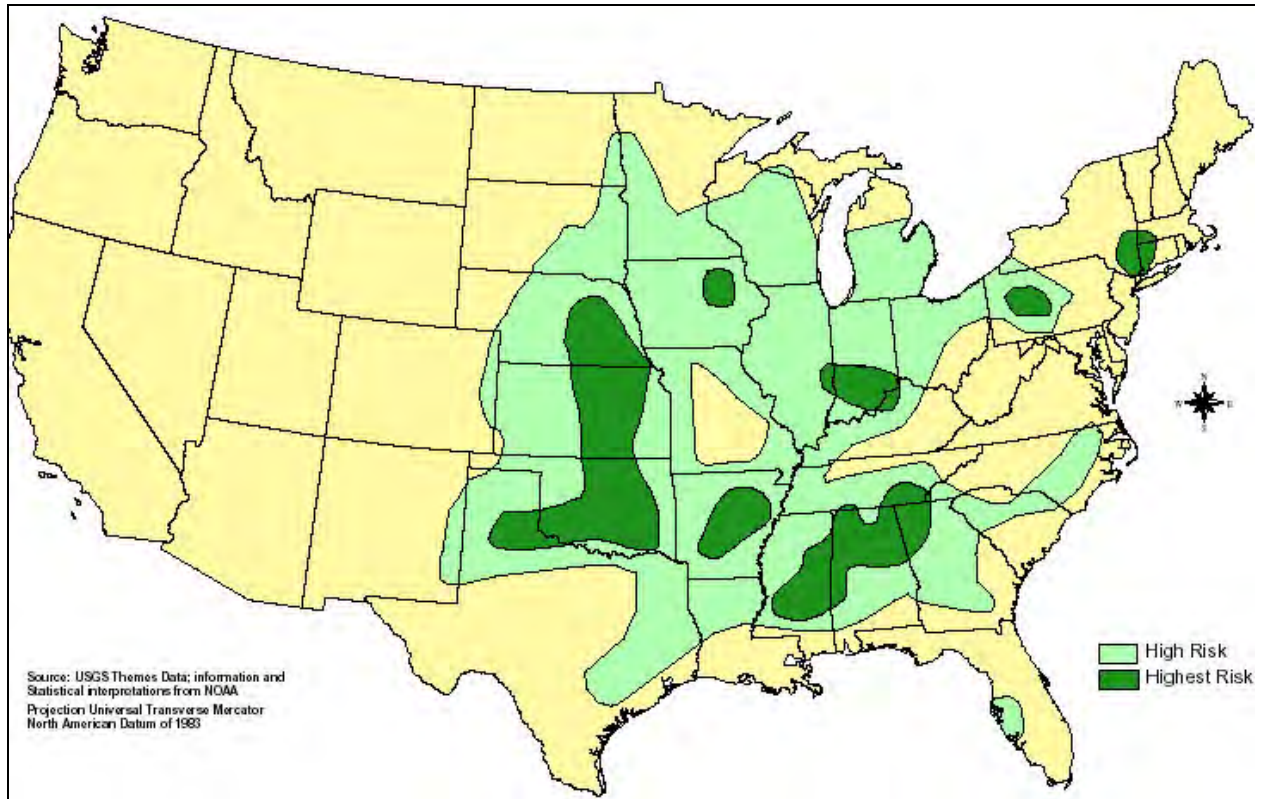 N
W E
S
High Risk
Highest Risk
Source: USGS Themes Data; information and
Statistical interpretations from NOAA
Projection Universal Transverse Mercator
North American Datum of 1983